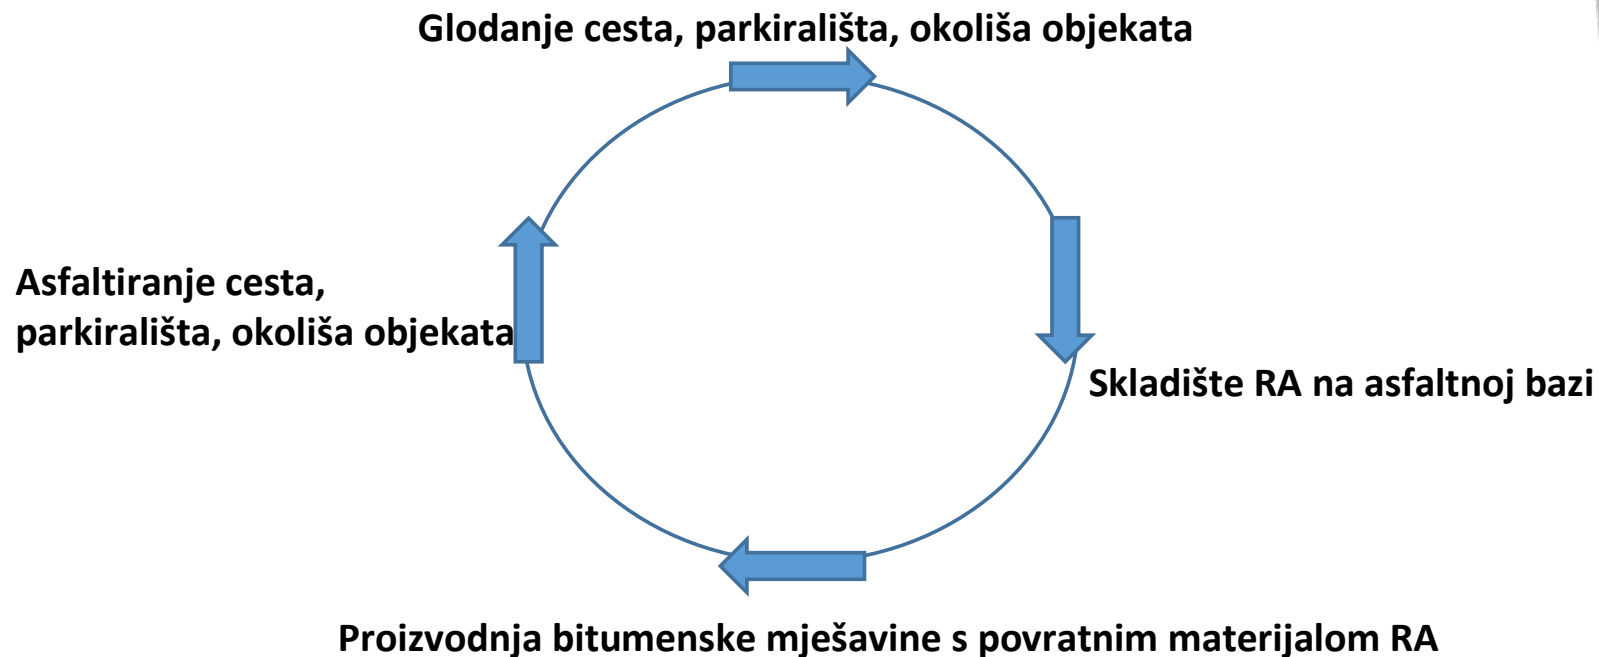 Glodanje cesta, parkirališta, okoliša objekata
Asfaltiranje cesta,
parkirališta, okoliša objekata
Skladište RA na asfaltnoj bazi
Proizvodnja bitumenske mješavine s povratnim materijalom RA